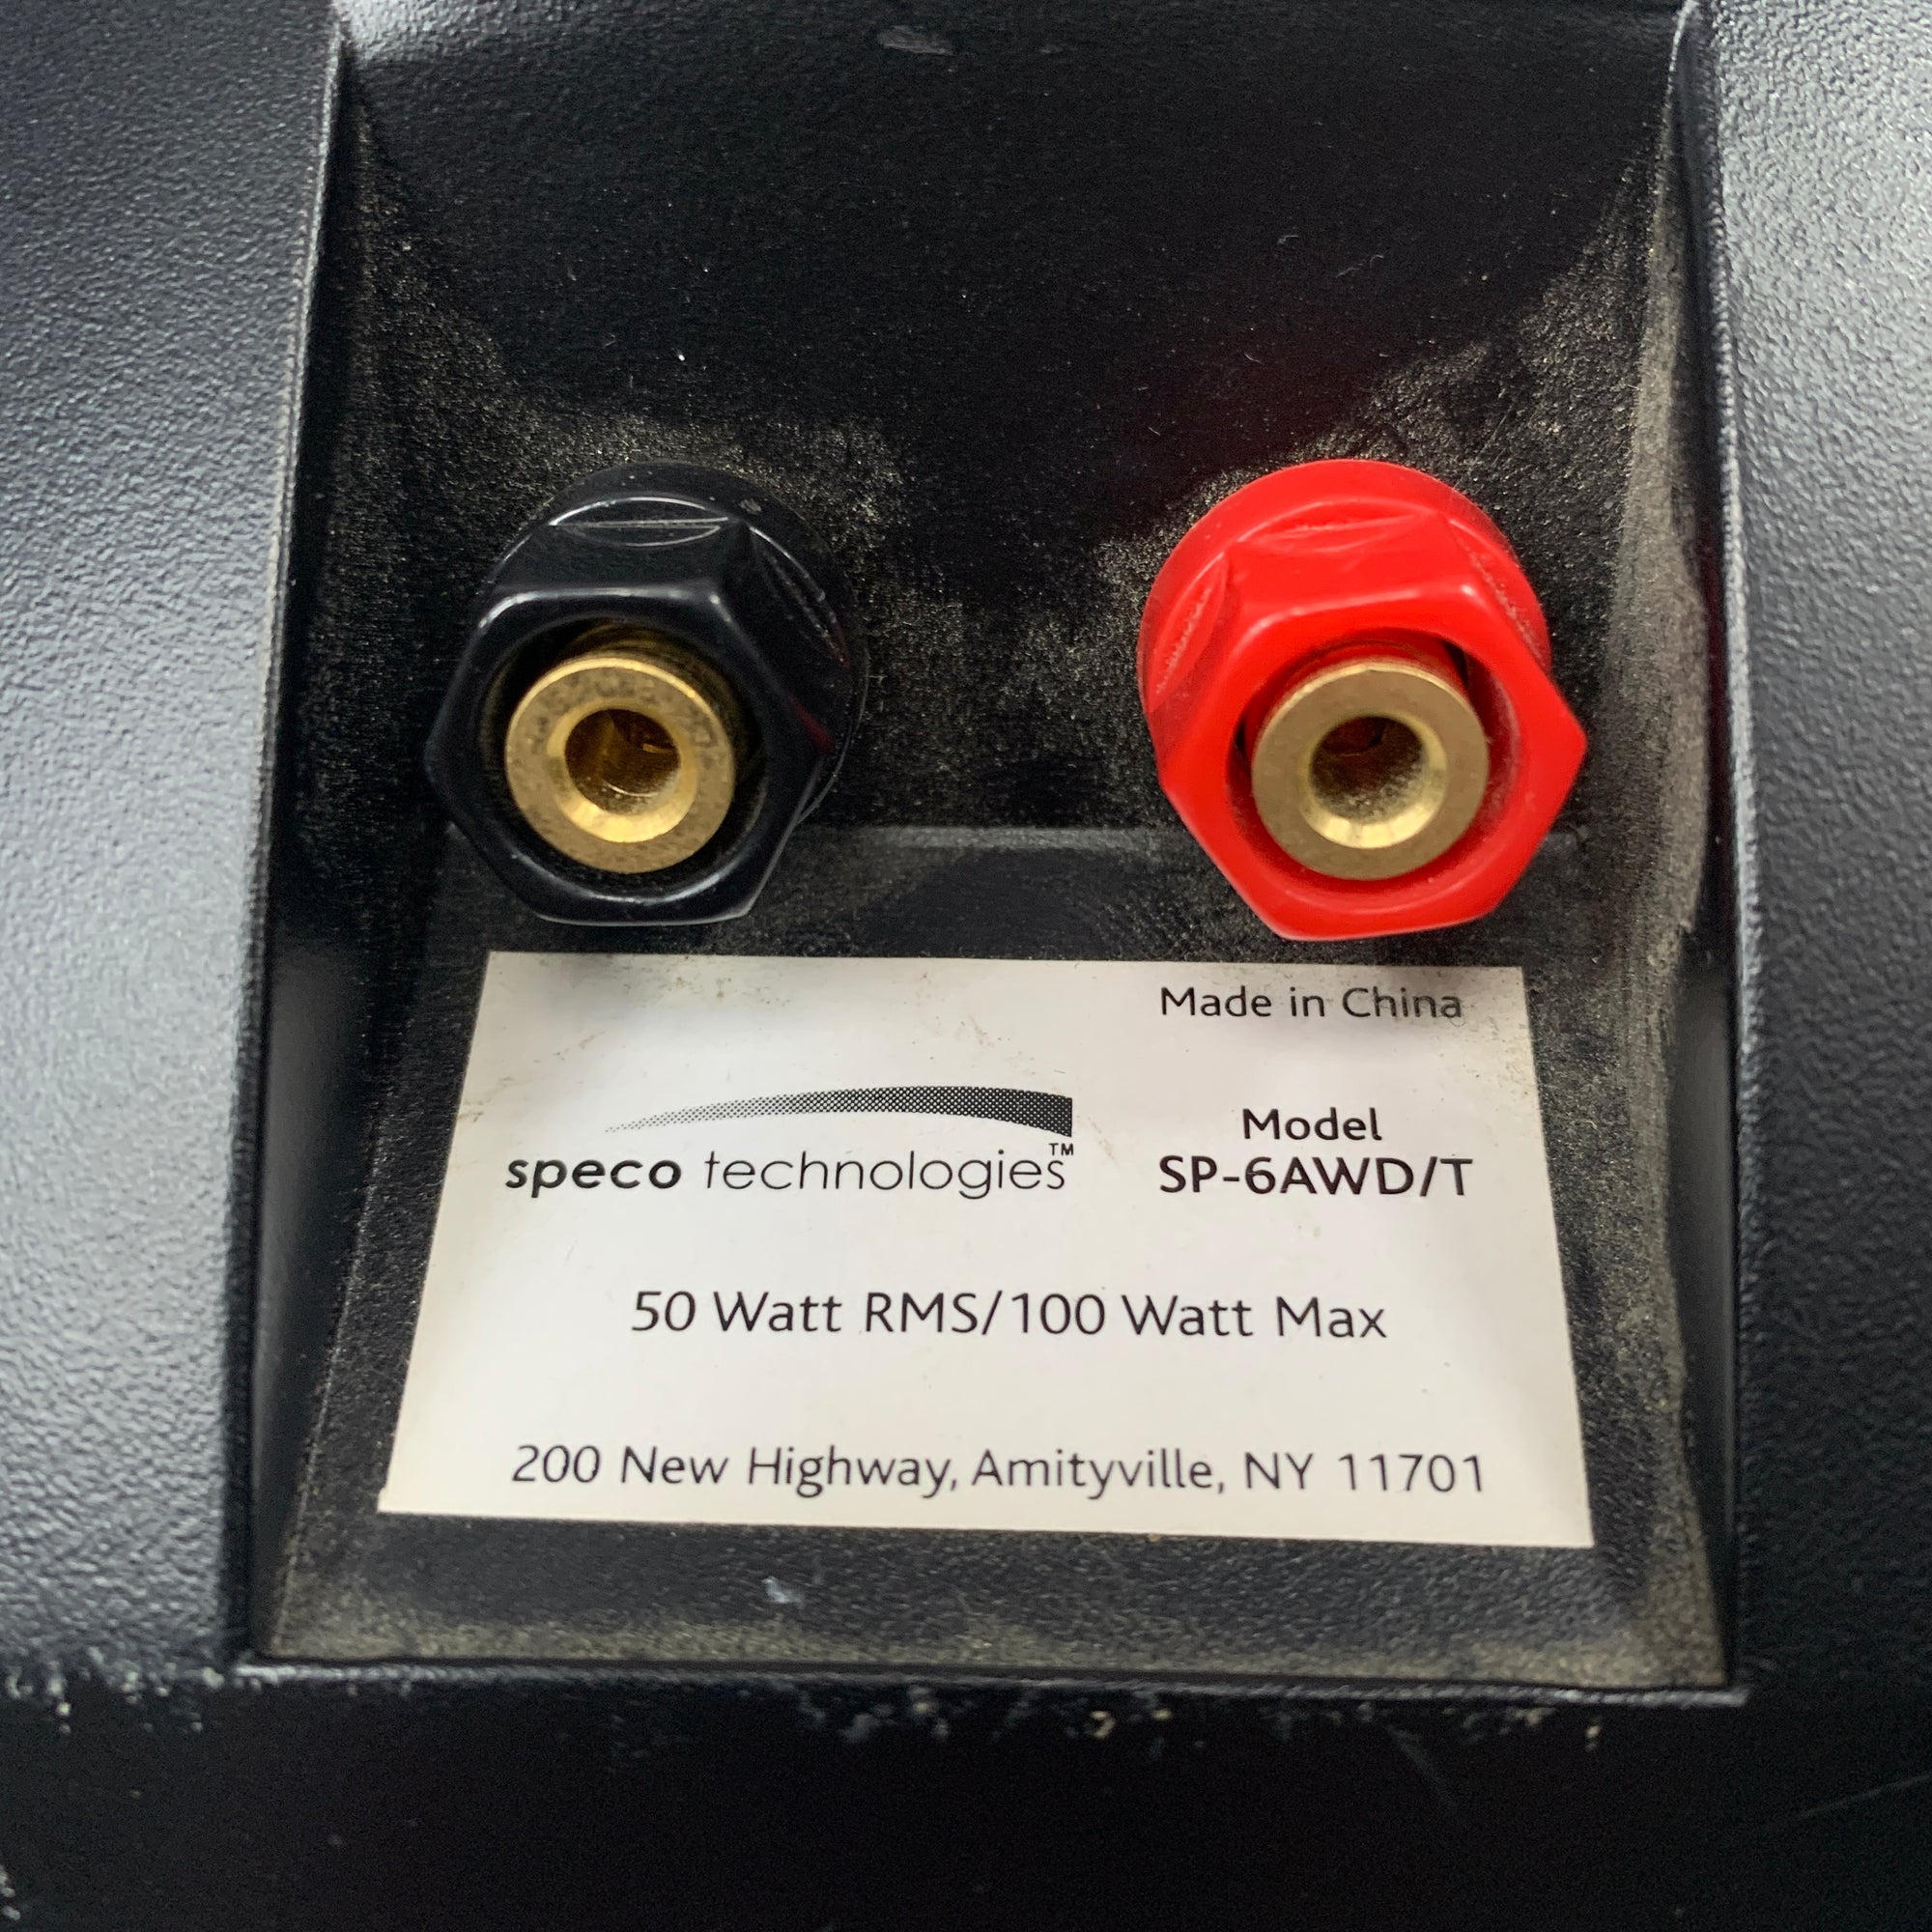 Made in China
speco technologies™
Model
SP-6AWD/T
50 Watt RMS/100 Watt Max
200 New Highway, Amityville, NY 11701